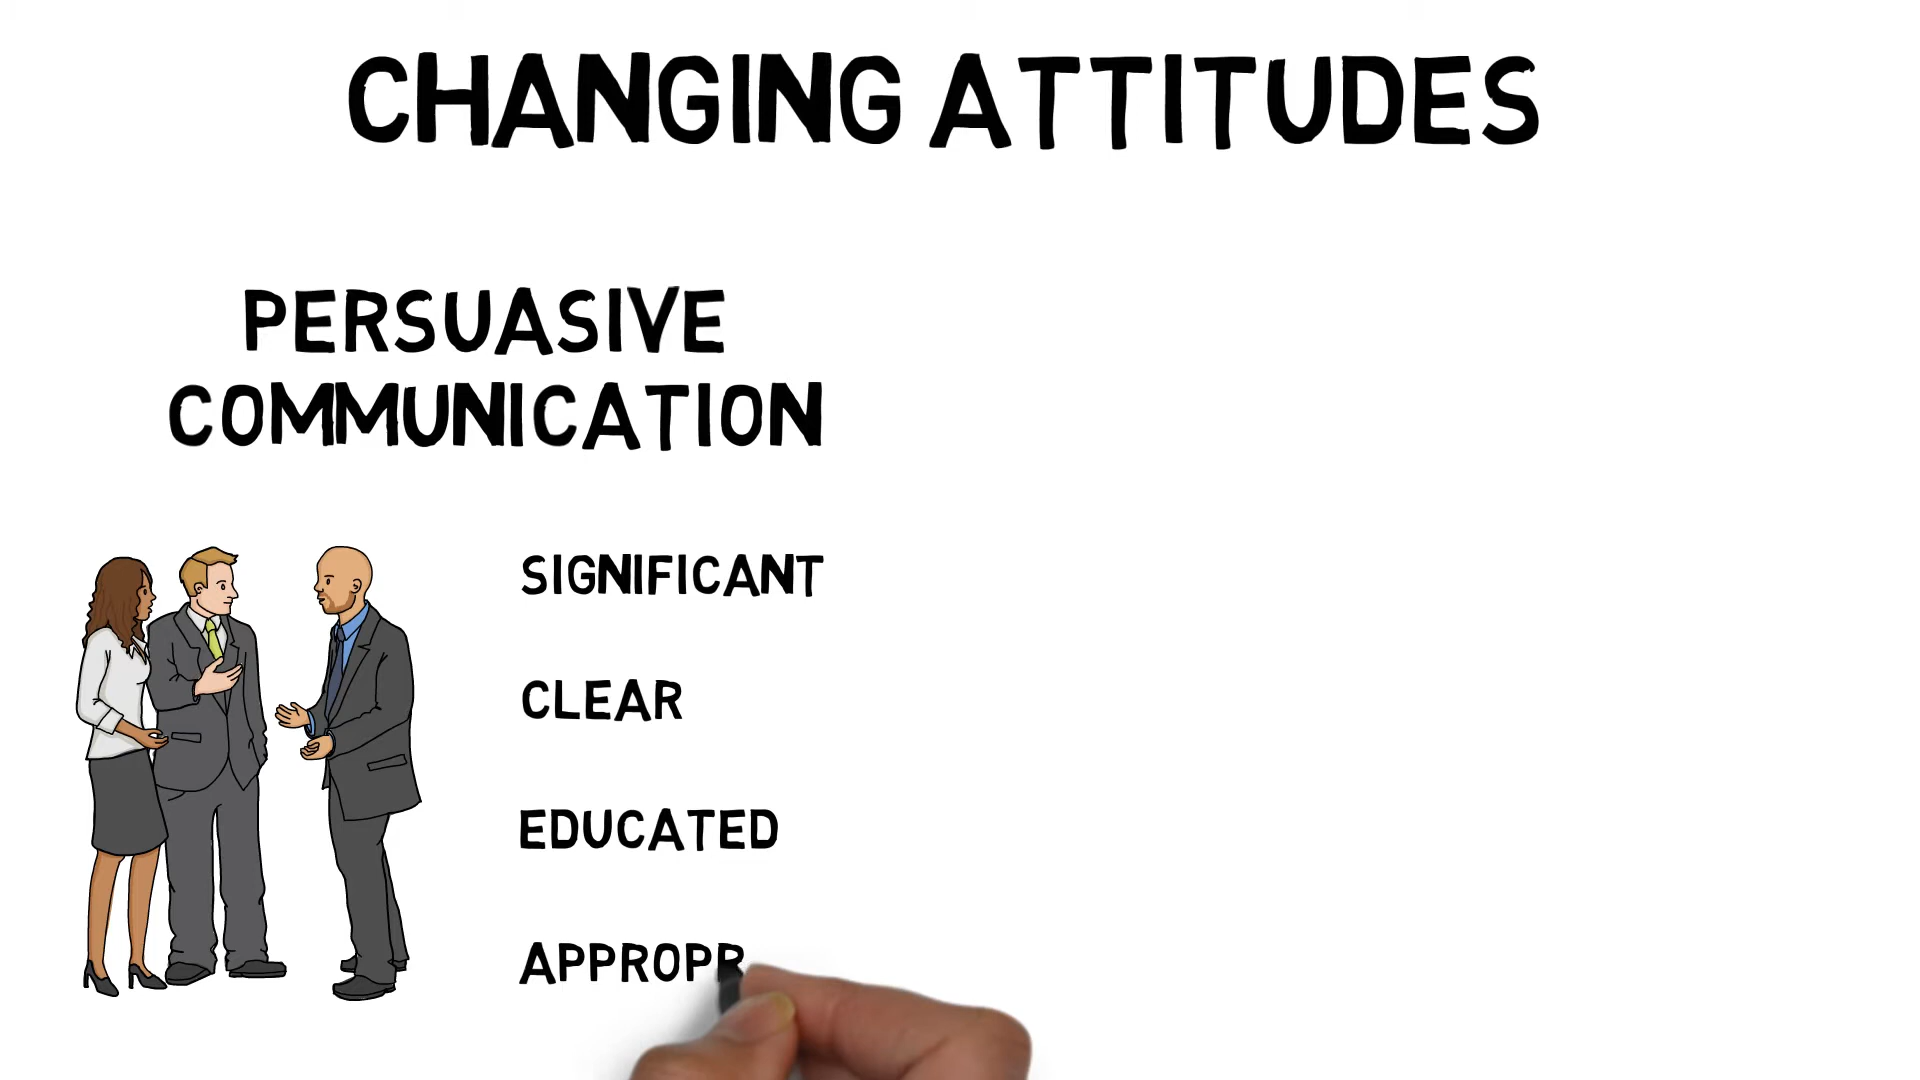 CHANGING ATTITUDES
PERSUASIVE
COMMUNICATION
SIGNIFICANT
CLEAR
EDUCATED
APPROPR